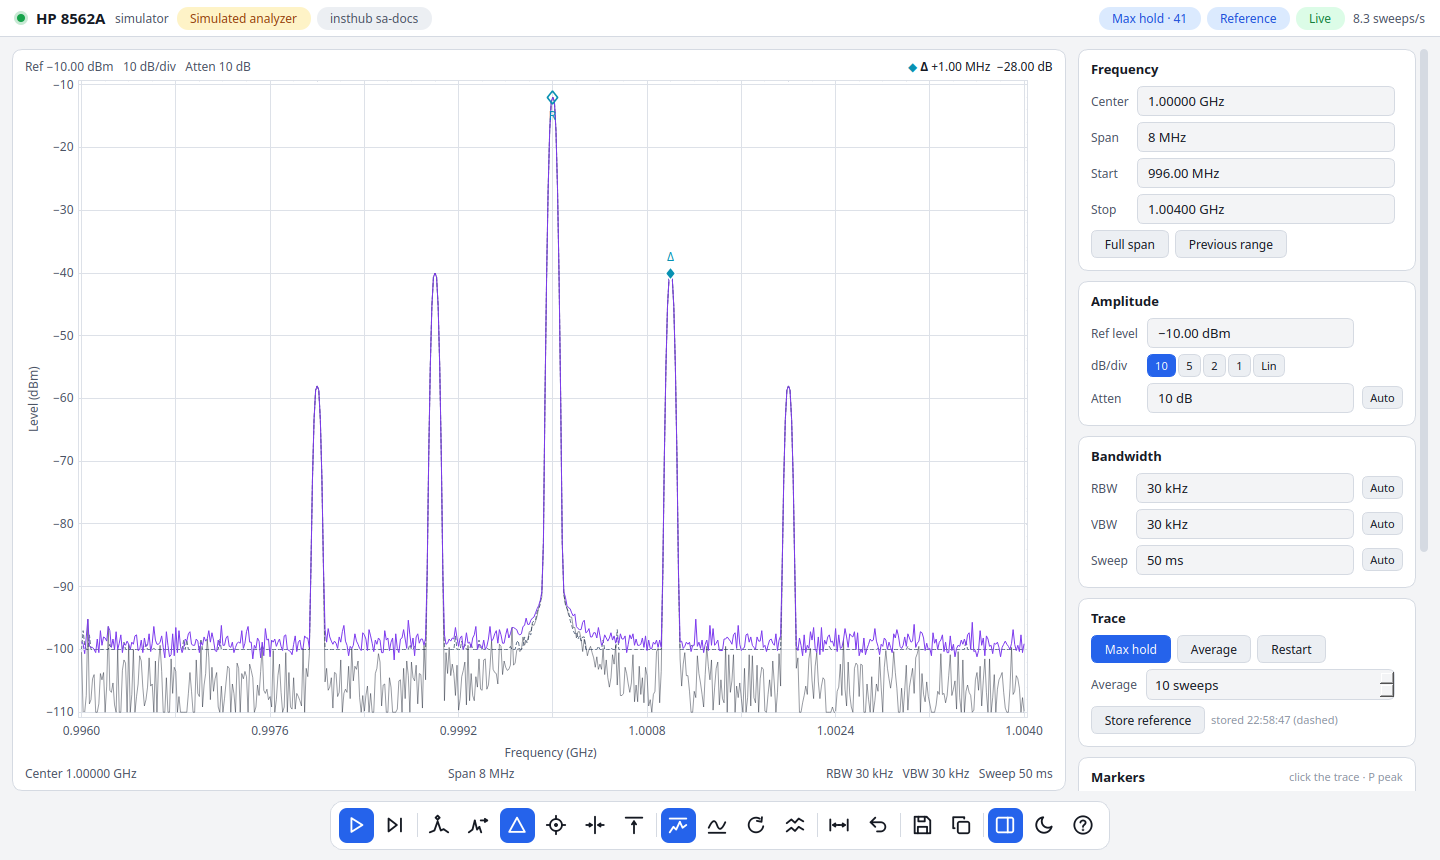 HP 8562A simulator Simulated analyzer insthub sa-docs Max hold · 41 Reference Live 8.3 sweeps/s
Ref −10.00 dBm 10 dB/div Atten 10 dB ◆ Δ +1.00 MHz −28.00 dB
−10
−20
−30
−40
−50
−60
−70
−80
−90
−100
−110
Level (dBm)
R
Δ
0.9960 0.9976 0.9992 1.0008 1.0024 1.0040
Frequency (GHz)
Center 1.00000 GHz Span 8 MHz RBW 30 kHz VBW 30 kHz Sweep 50 ms
Frequency
Center 1.00000 GHz
Span 8 MHz
Start 996.00 MHz
Stop 1.00400 GHz
Full span Previous range
Amplitude
Ref level −10.00 dBm
dB/div 10 5 2 1 Lin
Atten 10 dB Auto
Bandwidth
RBW 30 kHz Auto
VBW 30 kHz Auto
Sweep 50 ms Auto
Trace
Max hold Average Restart
Average 10 sweeps
Store reference stored 22:58:47 (dashed)
Markers click the trace · P peak